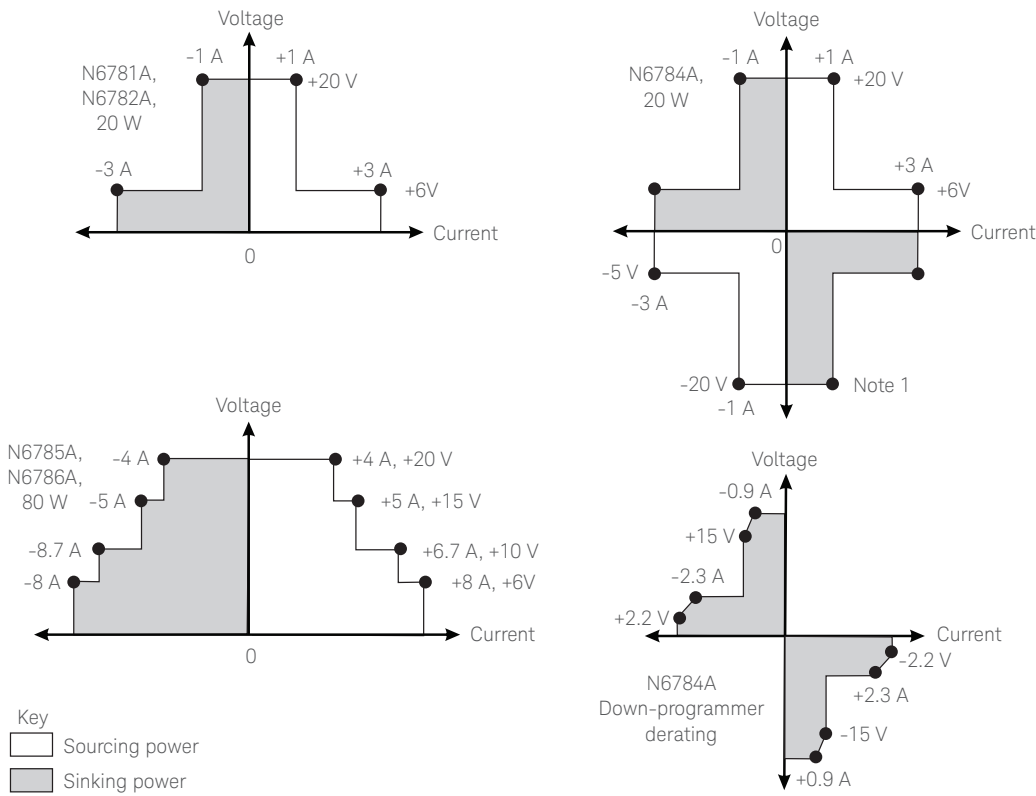 Voltage
-1 A
+1 A
N6781A,
N6782A,
20 W
+20 V
-3 A
+3 A
+6V
Current
0
Voltage
-1 A
+1 A
N6784A,
20 W
+20 V
+3 A
+6V
Current
0
-5 V
-3 A
-20 V
-1 A
Note 1
Voltage
N6785A,
N6786A,
80 W
-4 A
+4 A, +20 V
-5 A
+5 A, +15 V
-8.7 A
+6.7 A, +10 V
-8 A
+8 A, +6V
Current
0
Voltage
-0.9 A
+15 V
-2.3 A
+2.2 V
Current
-2.2 V
+2.3 A
-15 V
+0.9 A
N6784A
Down-programmer
derating
Key
Sourcing power
Sinking power